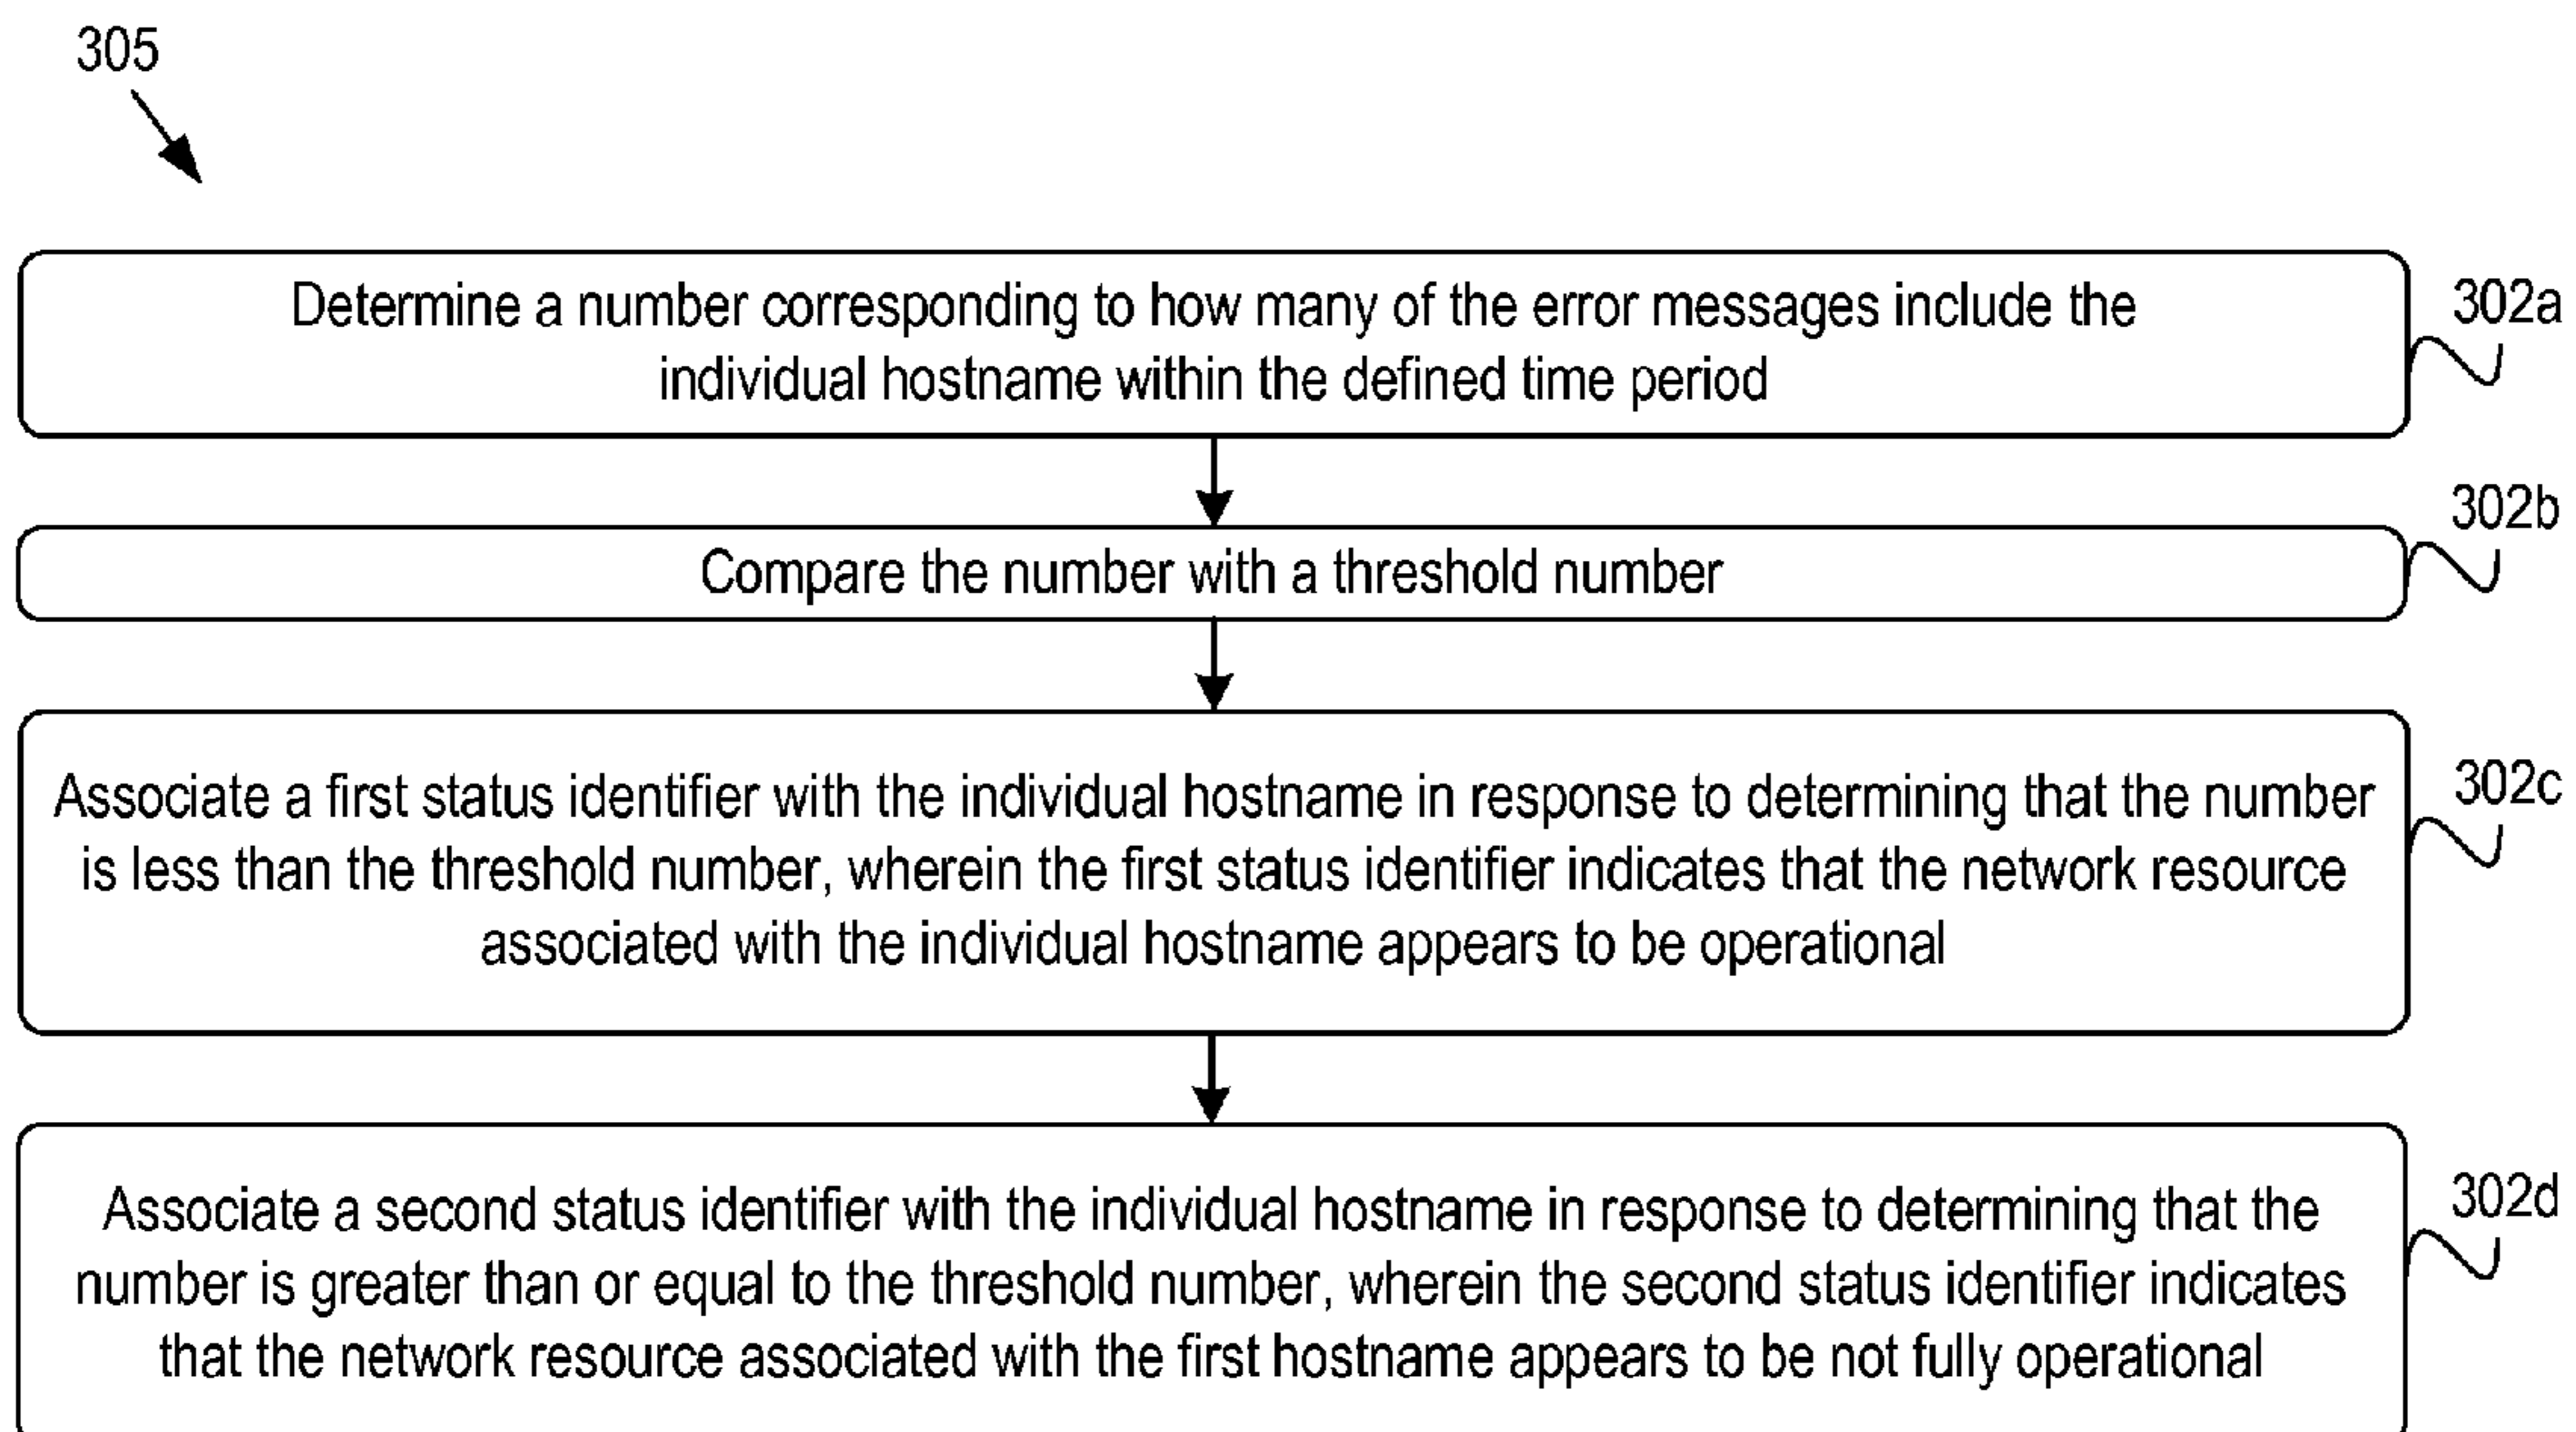 305
Determine a number corresponding to how many of the error messages include the
individual hostname within the defined time period
302a
Compare the number with a threshold number
302b
Associate a first status identifier with the individual hostname in response to determining that the number
is less than the threshold number, wherein the first status identifier indicates that the network resource
associated with the individual hostname appears to be operational
302c
Associate a second status identifier with the individual hostname in response to determining that the
number is greater than or equal to the threshold number, wherein the second status identifier indicates
that the network resource associated with the first hostname appears to be not fully operational
302d